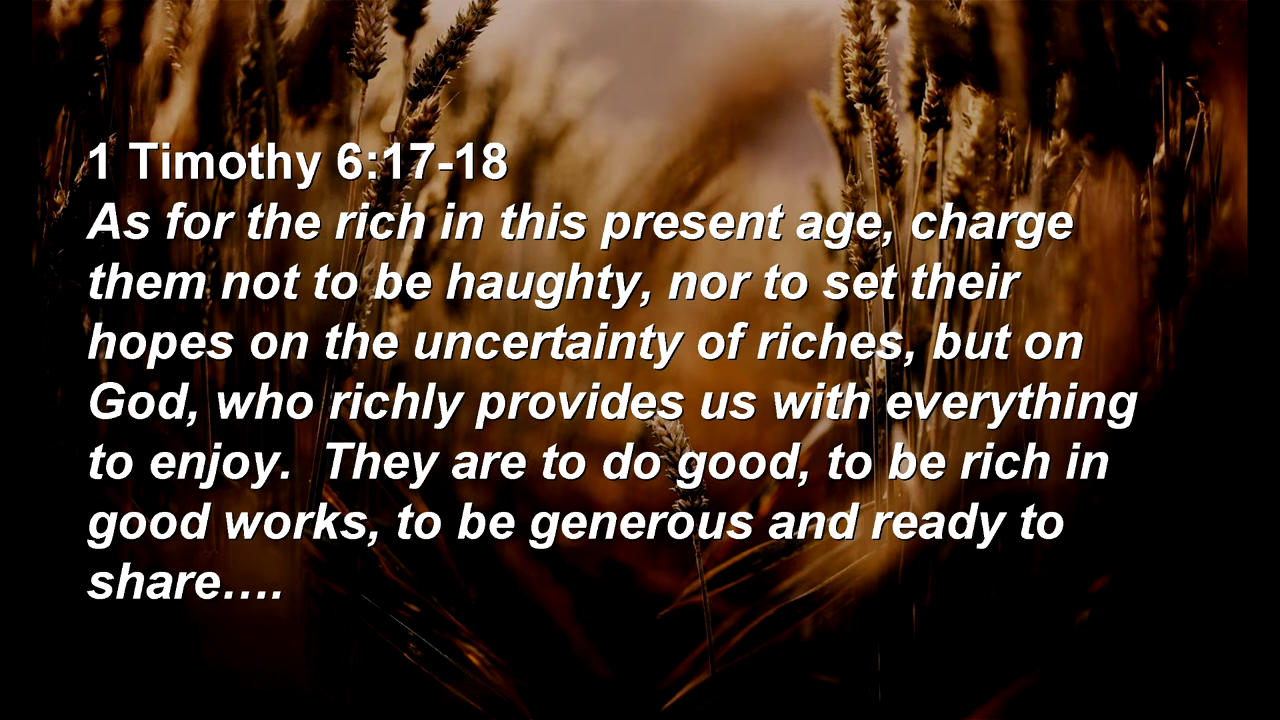 1 Timothy 6:17-18
As for the rich in this present age, charge
them not to be haughty, nor to set their
hopes on the uncertainty of riches, but on
God, who richly provides us with everything
to enjoy.  They are to do good, to be rich in
good works, to be generous and ready to
share….